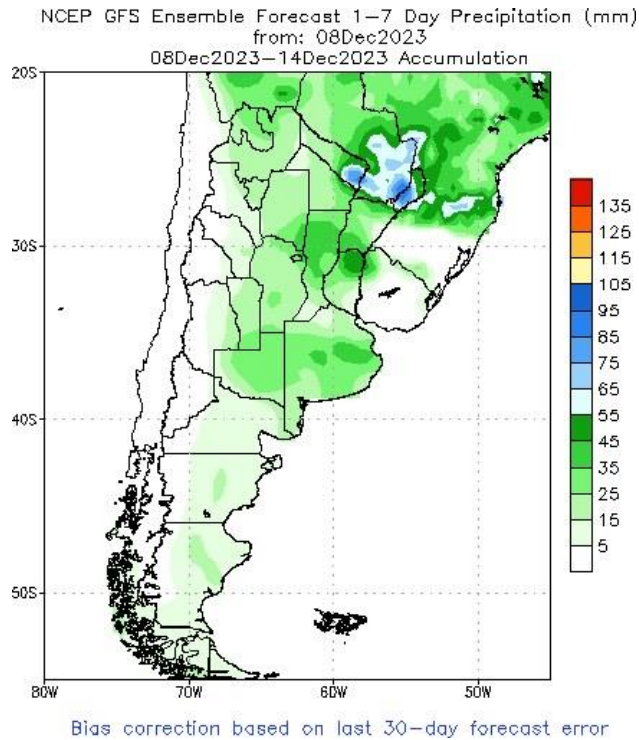 NCEP GFS Ensemble Forecast 1-7 Day Precipitation (mm)
from: 08Dec2023
08Dec2023-14Dec2023 Accumulation
20S
30S
40S
50S
80W
70W
60W
50W
135
125
115
105
95
85
75
65
55
45
35
25
15
5
Bias correction based on last 30-day forecast error